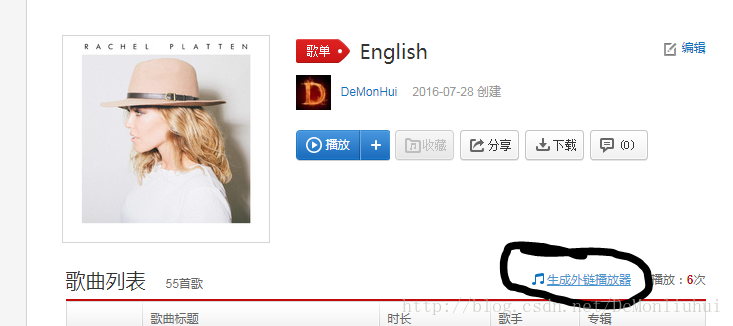 RACHEL PLATTEN
歌单 English
编辑
DeMonHui 2016-07-28 创建
播放 + 收藏 分享 下载 (0)
歌曲列表 55首歌 生成外链播放器 播放：6次
http://blog.csdn.net/DeMonliuhui
歌曲标题 时长 歌手 专辑